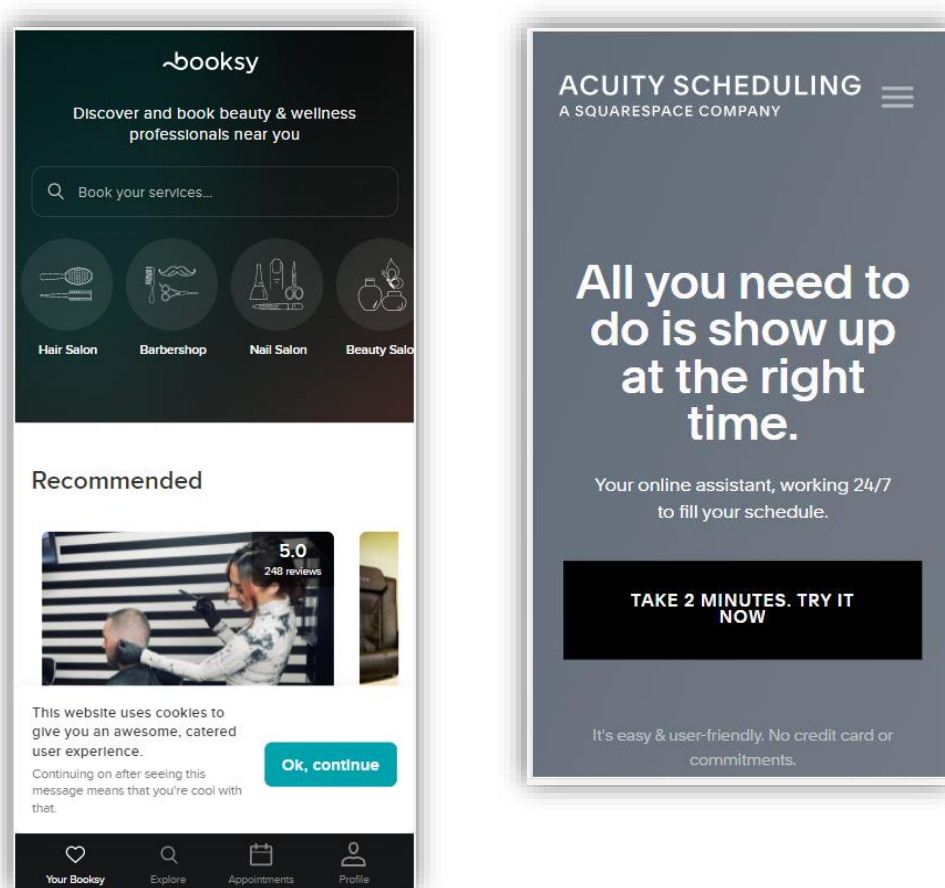 booksy
Discover and book beauty & wellness
professionals near you
Book your services...
Hair Salon
Barbershop
Nail Salon
Beauty Salo
Recommended
5.0
248 reviews
This website uses cookies to
give you an awesome, catered
user experience.
Continuing on after seeing this
message means that you're cool with
that.
Ok, continue
Your Booksy
Explore
Appointments
Profile
ACUITY SCHEDULING
A SQUARESPACE COMPANY
All you need to
do is show up
at the right
time.
Your online assistant, working 24/7
to fill your schedule.
TAKE 2 MINUTES. TRY IT
NOW
It's easy & user-friendly. No credit card or
commitments.